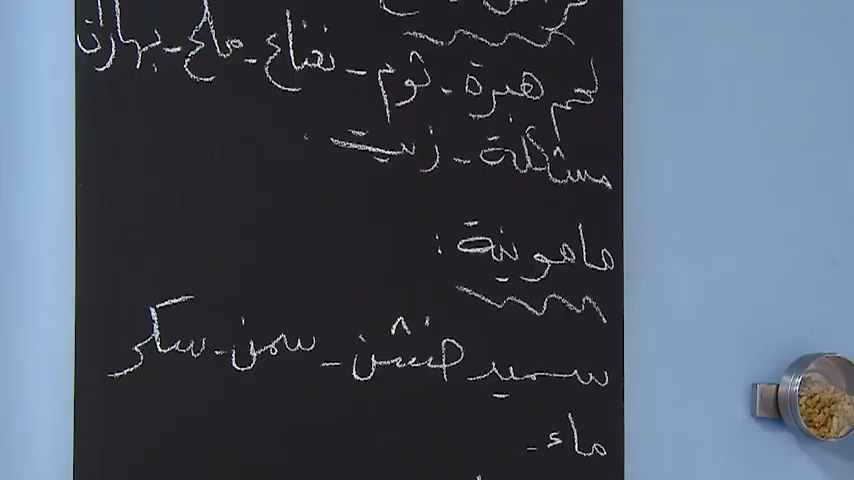 لحم هبرة - ثوم - نعناع - ملح - بهارات
مشكلة - زيت .
مامونية :
سميد خشن - سمن - سكر
ماء -